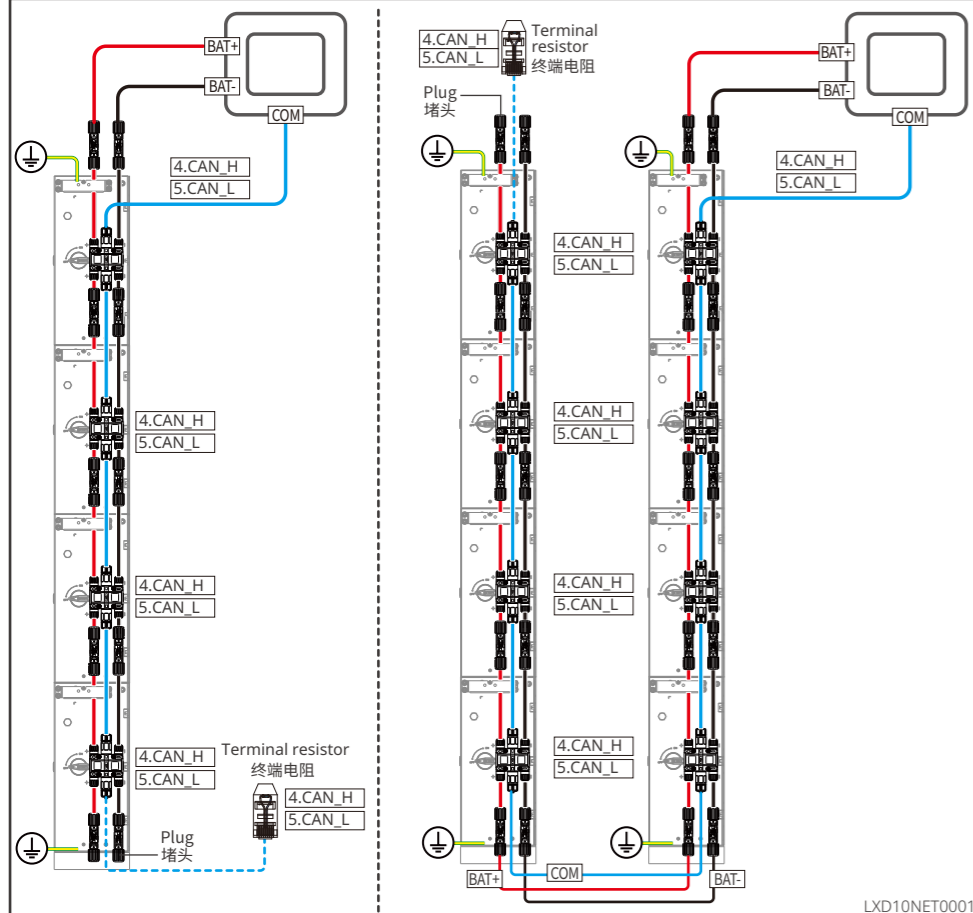 BAT+
BAT-
COM
4.CAN_H
5.CAN_L
4.CAN_H
5.CAN_L
4.CAN_H
5.CAN_L
4.CAN_H
5.CAN_L
Terminal resistor
终端电阻
4.CAN_H
5.CAN_L
Plug
堵头
4.CAN_H
5.CAN_L
Terminal
resistor
终端电阻
Plug
堵头
BAT+
BAT-
COM
4.CAN_H
5.CAN_L
4.CAN_H
5.CAN_L
4.CAN_H
5.CAN_L
4.CAN_H
5.CAN_L
4.CAN_H
5.CAN_L
BAT+
COM
BAT-
LXD10NET0001